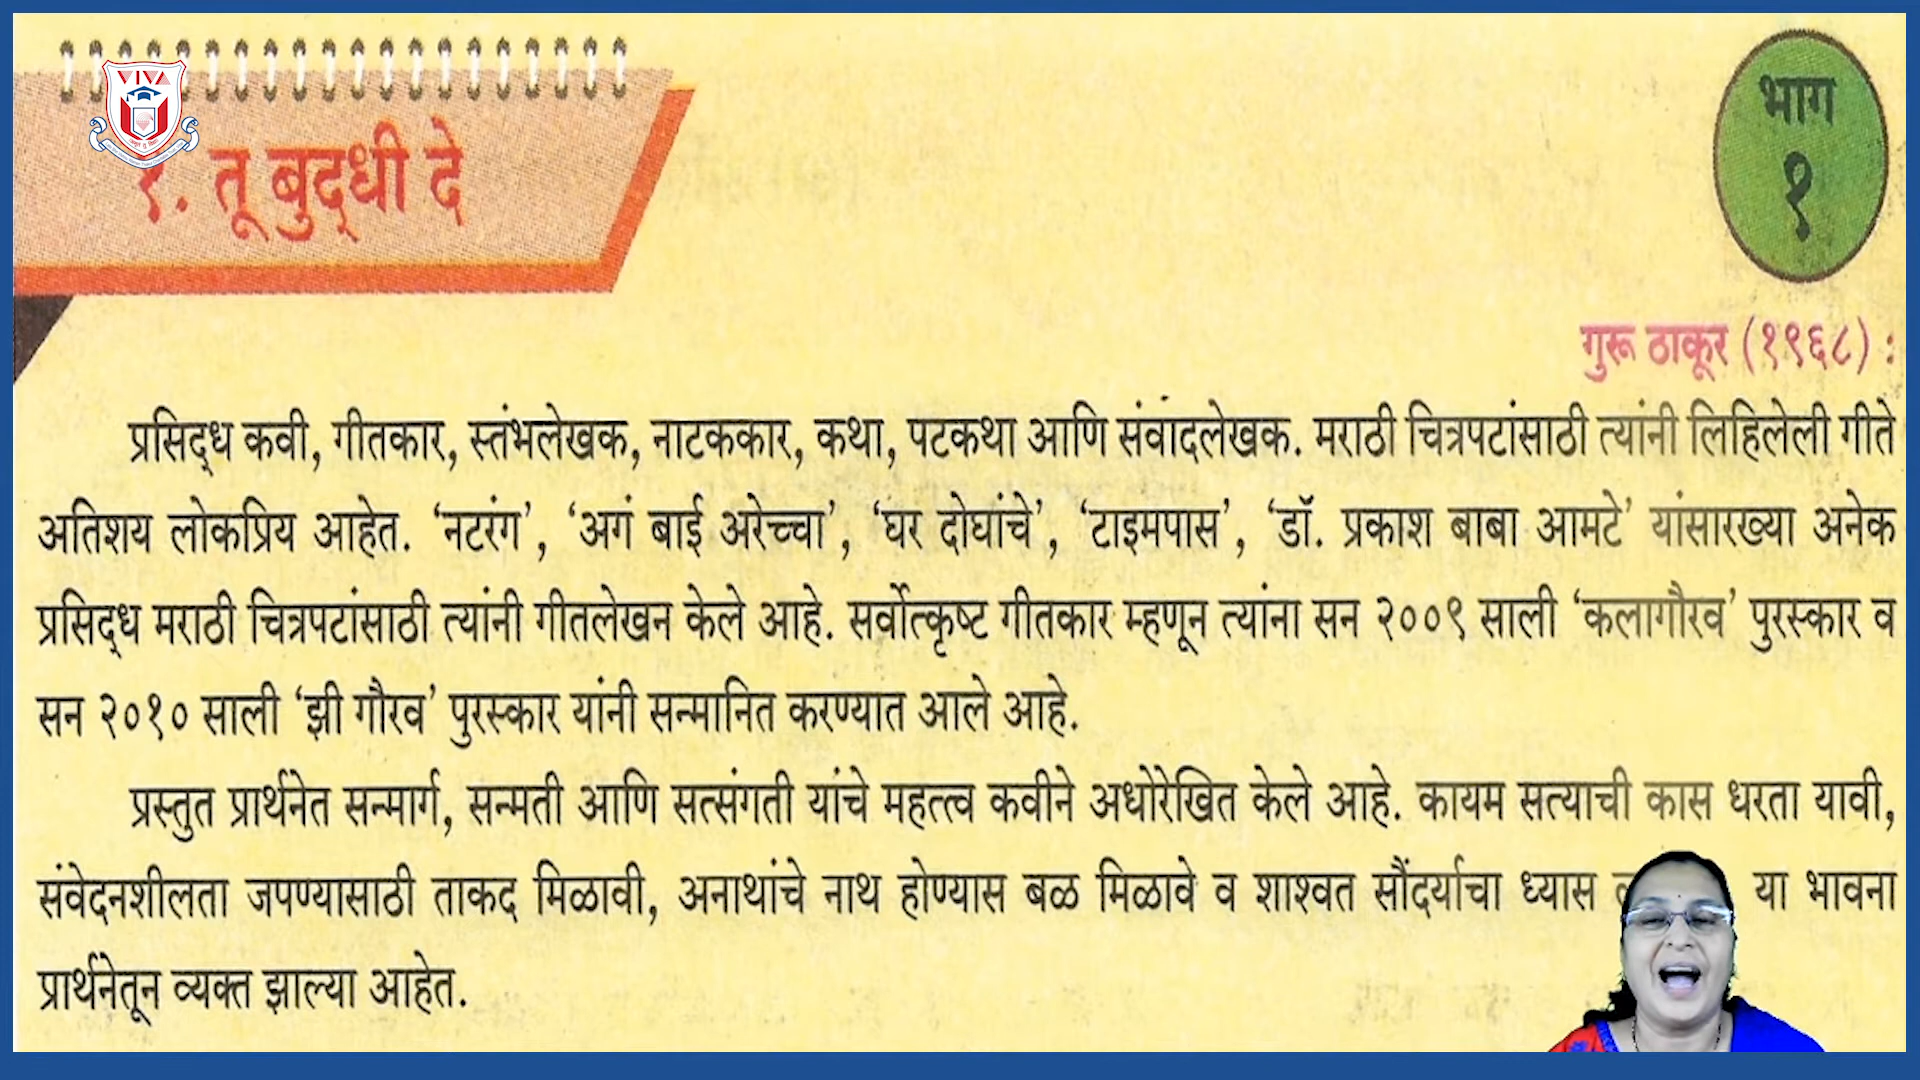 VIVA
१. तू बुद्धी दे
भाग
१
गुरू ठाकूर (१९६८) :
प्रसिद्ध कवी, गीतकार, स्तंभलेखक, नाटककार, कथा, पटकथा आणि संवादलेखक. मराठी चित्रपटांसाठी त्यांनी लिहिलेली गीते
अतिशय लोकप्रिय आहेत. ‘नटरंग’, ‘अगं बाई अरेच्चा’, ‘घर दोघांचे’, ‘टाइमपास’, ‘डॉ. प्रकाश बाबा आमटे’ यांसारख्या अनेक
प्रसिद्ध मराठी चित्रपटांसाठी त्यांनी गीतलेखन केले आहे. सर्वोत्कृष्ट गीतकार म्हणून त्यांना सन २००९ साली ‘कलागौरव’ पुरस्कार व
सन २०१० साली ‘झी गौरव’ पुरस्कार यांनी सन्मानित करण्यात आले आहे.
प्रस्तुत प्रार्थनेत सन्मार्ग, सन्मती आणि सत्संगती यांचे महत्त्व कवीने अधोरेखित केले आहे. कायम सत्याची कास धरता यावी,
संवेदनशीलता जपण्यासाठी ताकद मिळावी, अनाथांचे नाथ होण्यास बळ मिळावे व शाश्वत सौंदर्याचा ध्यास या भावना
प्रार्थनेतून व्यक्त झाल्या आहेत.